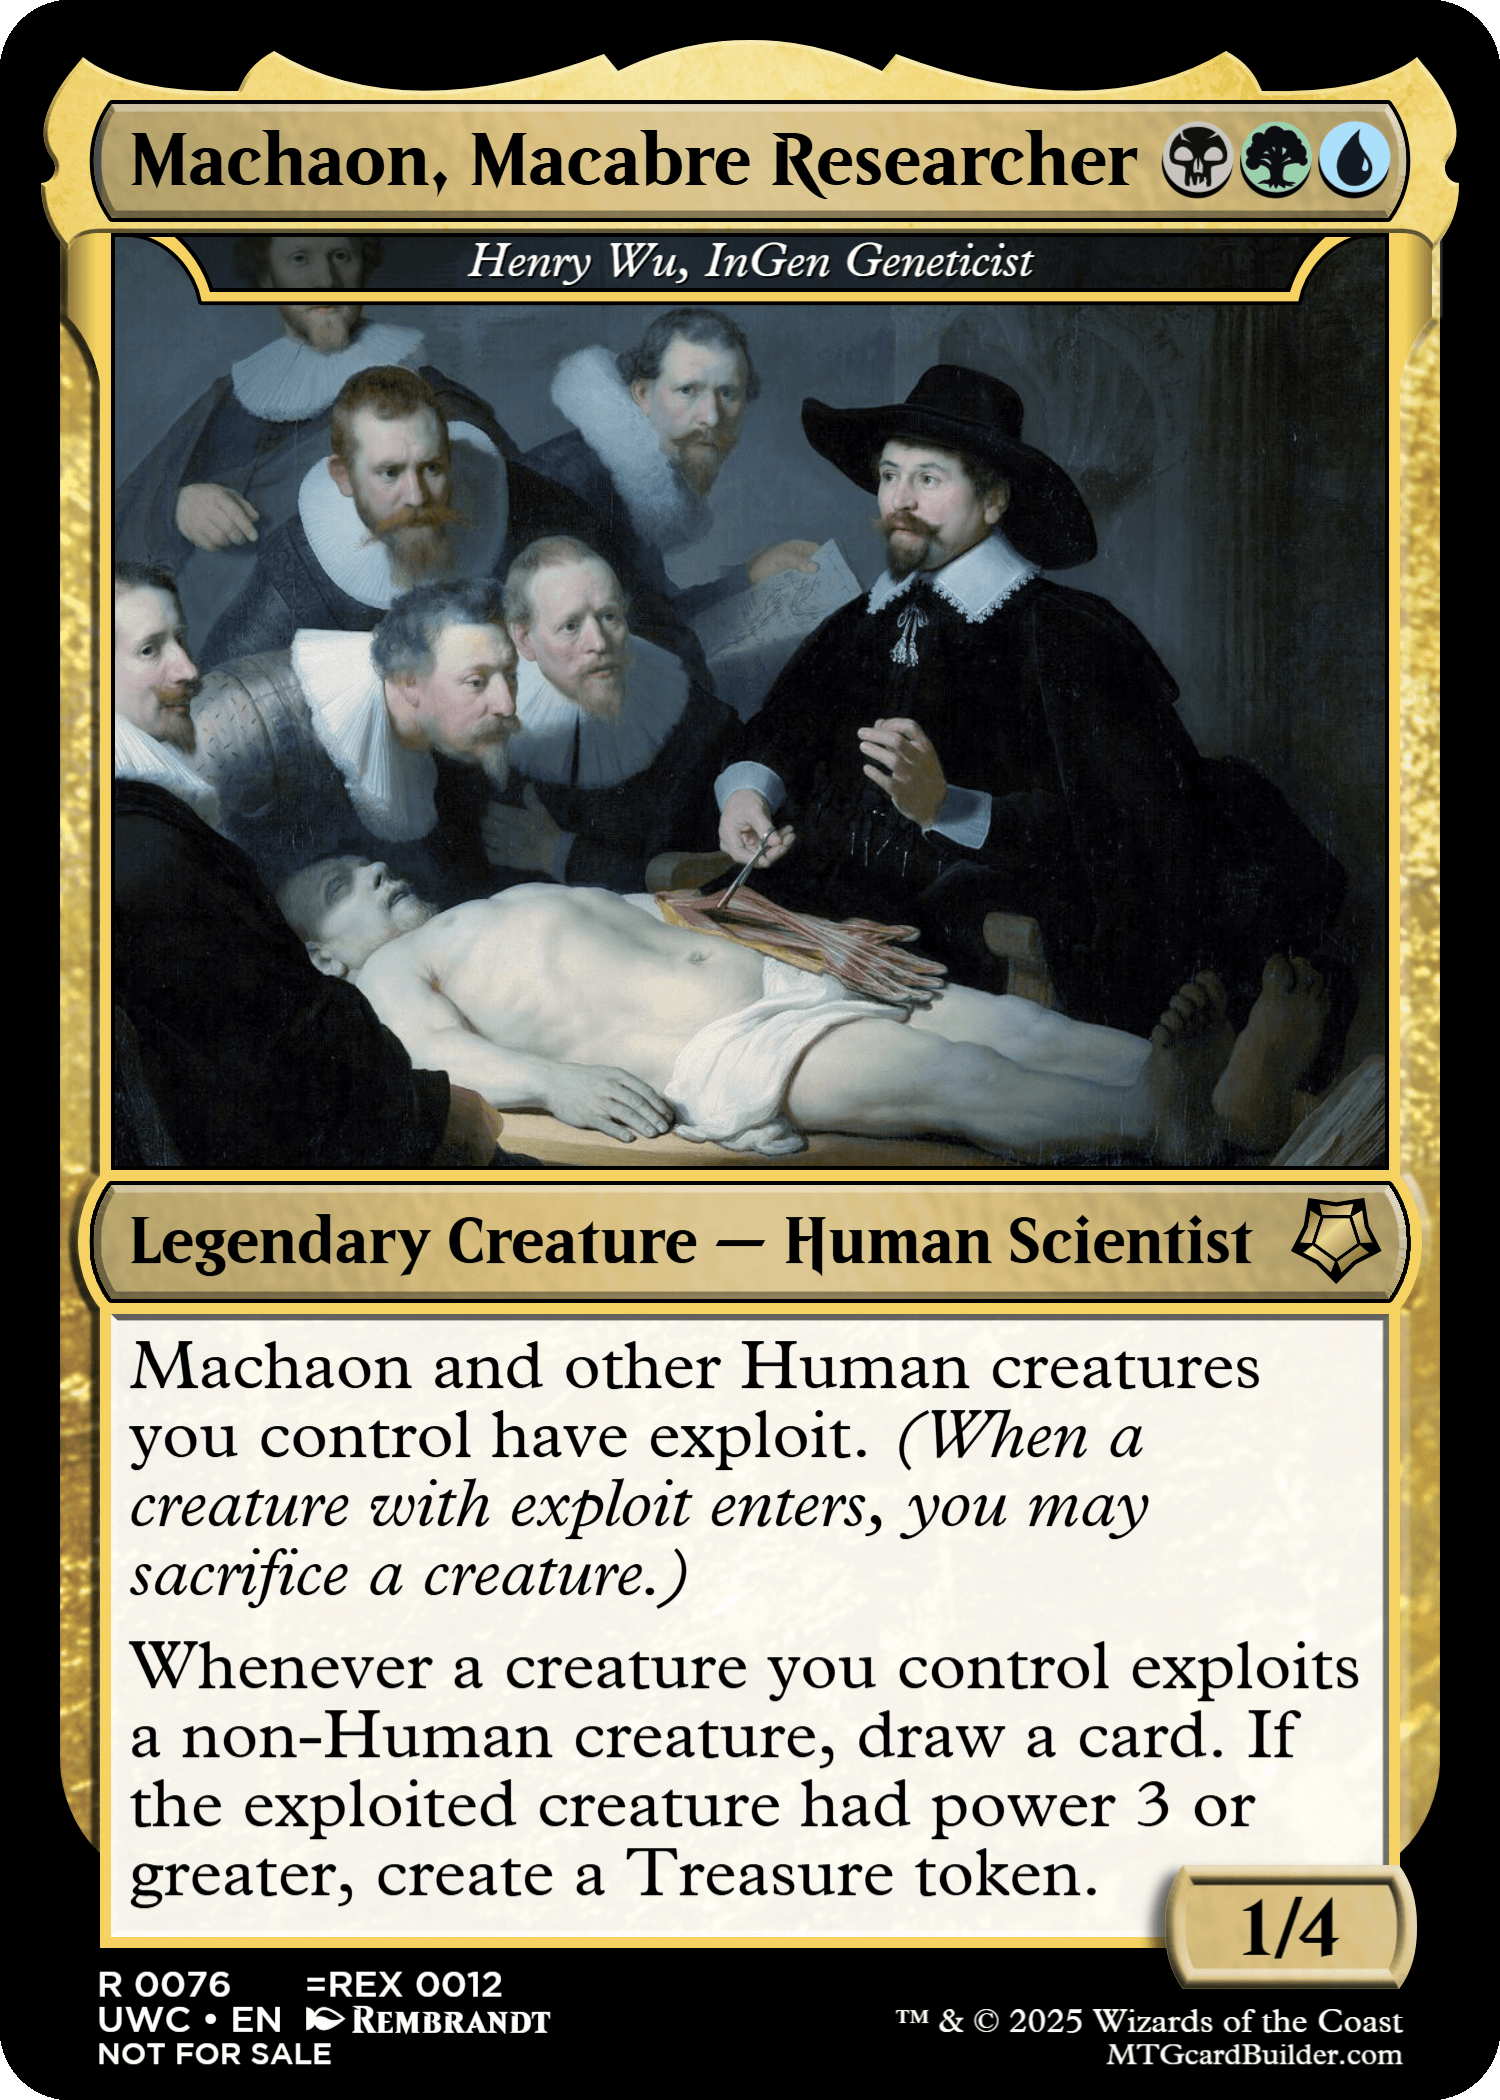 Machaon, Macabre Researcher
Henry Wu, InGen Geneticist
Legendary Creature — Human Scientist
Machaon and other Human creatures
you control have exploit. (When a
creature with exploit enters, you may
sacrifice a creature.)
Whenever a creature you control exploits
a non-Human creature, draw a card. If
the exploited creature had power 3 or
greater, create a Treasure token.
1/4
R 0076 =REX 0012
UWC • EN REMBRANDT
NOT FOR SALE
™ & © 2025 Wizards of the Coast
MTGcardBuilder.com